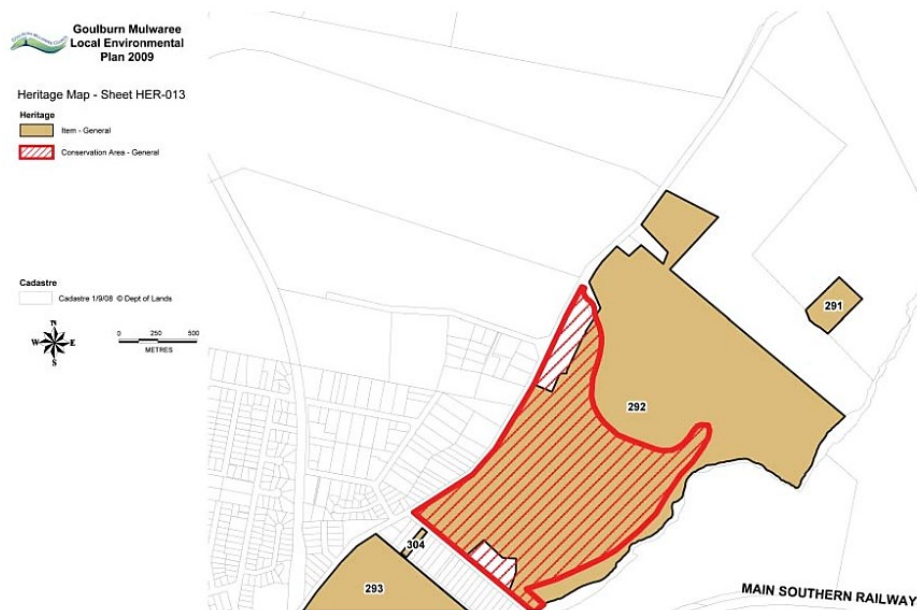 Goulburn Mulwaree
Local Environmental
Plan 2009
Heritage Map - Sheet HER-013
Heritage
Item - General
Conservation Area - General
Cadastre
Cadastre 1/9/08 © Dept of Lands
N
W E
S
0 250 500
METRES
291
292
304
293
MAIN SOUTHERN RAILWAY